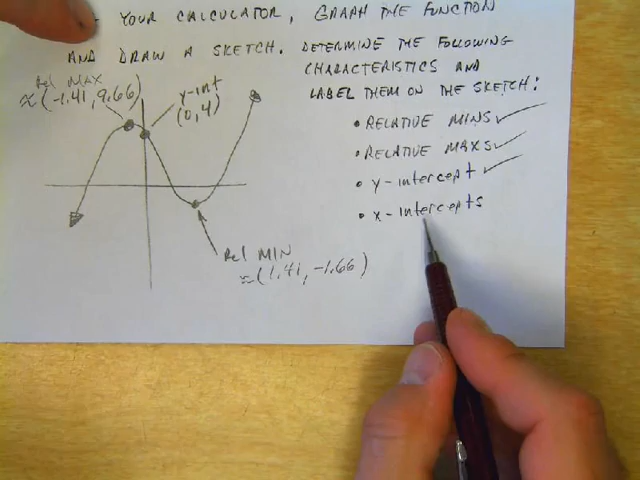 YOUR CALCULATOR, GRAPH THE FUNCTION
AND DRAW A SKETCH. DETERMINE THE FOLLOWING
CHARACTERISTICS AND
LABEL THEM ON THE SKETCH:
• RELATIVE MINS ✓
• RELATIVE MAXS ✓
• y-intercept ✓
• x-intercepts
Rel MAX
≈(-1.41, 9.66)
y-int
(0,4)
Rel MIN
≈(1.41, -1.66)